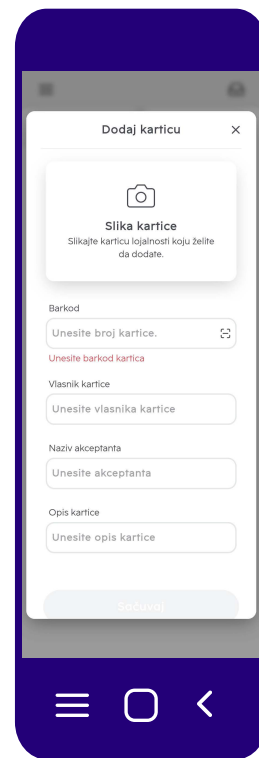 Dodaj karticu
Slika kartice
Slikajte karticu lojalnosti koju želite
da dodate.
Barkod
Unesite broj kartice.
Unesite barkod kartica
Vlasnik kartice
Unesite vlasnika kartice
Naziv akceptanta
Unesite akceptanta
Opis kartice
Unesite opis kartice
Sačuvaj